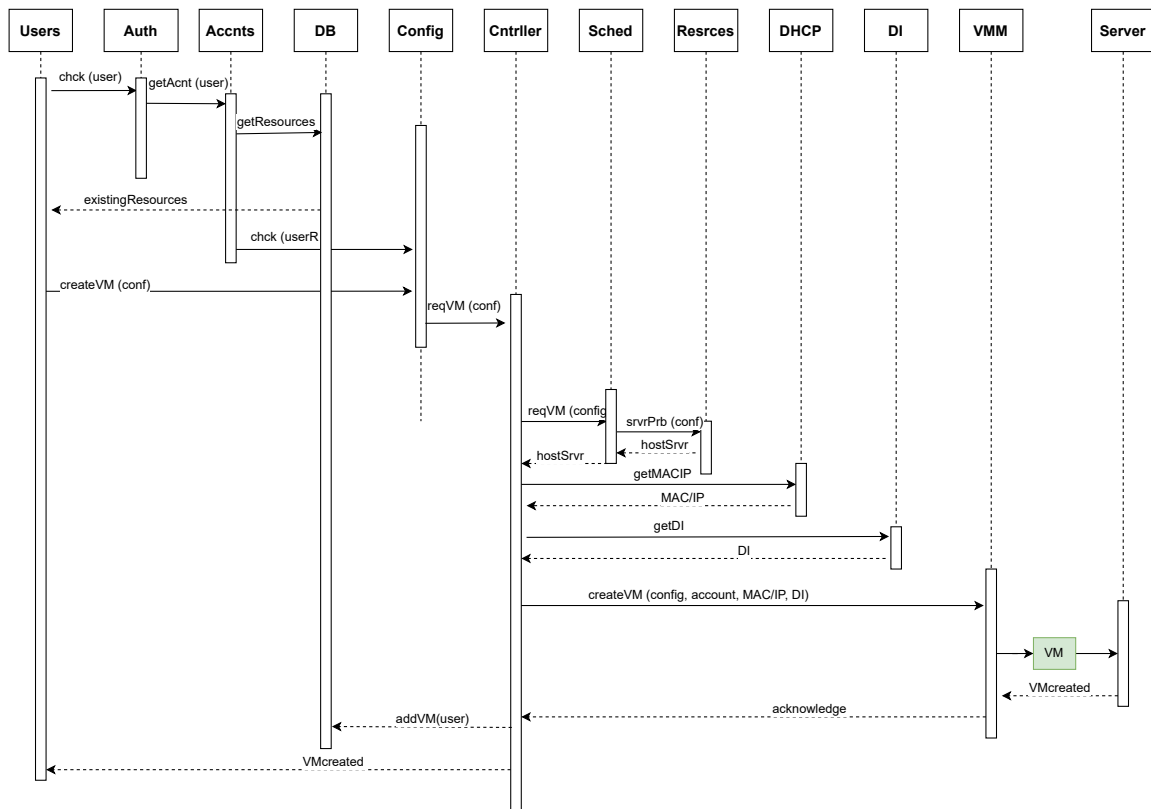 Users
Auth
Accnts
DB
Config
Cntrller
Sched
Resrces
DHCP
DI
VMM
Server
chck (user)
getAcnt (user)
getResources
existingResources
chck (userR
createVM (conf)
reqVM (conf)
reqVM (config
srvrPrb (conf)
hostSrvr
hostSrvr
getMACIP
MAC/IP
getDI
DI
createVM (config, account, MAC/IP, DI)
VM
VMcreated
acknowledge
addVM(user)
VMcreated